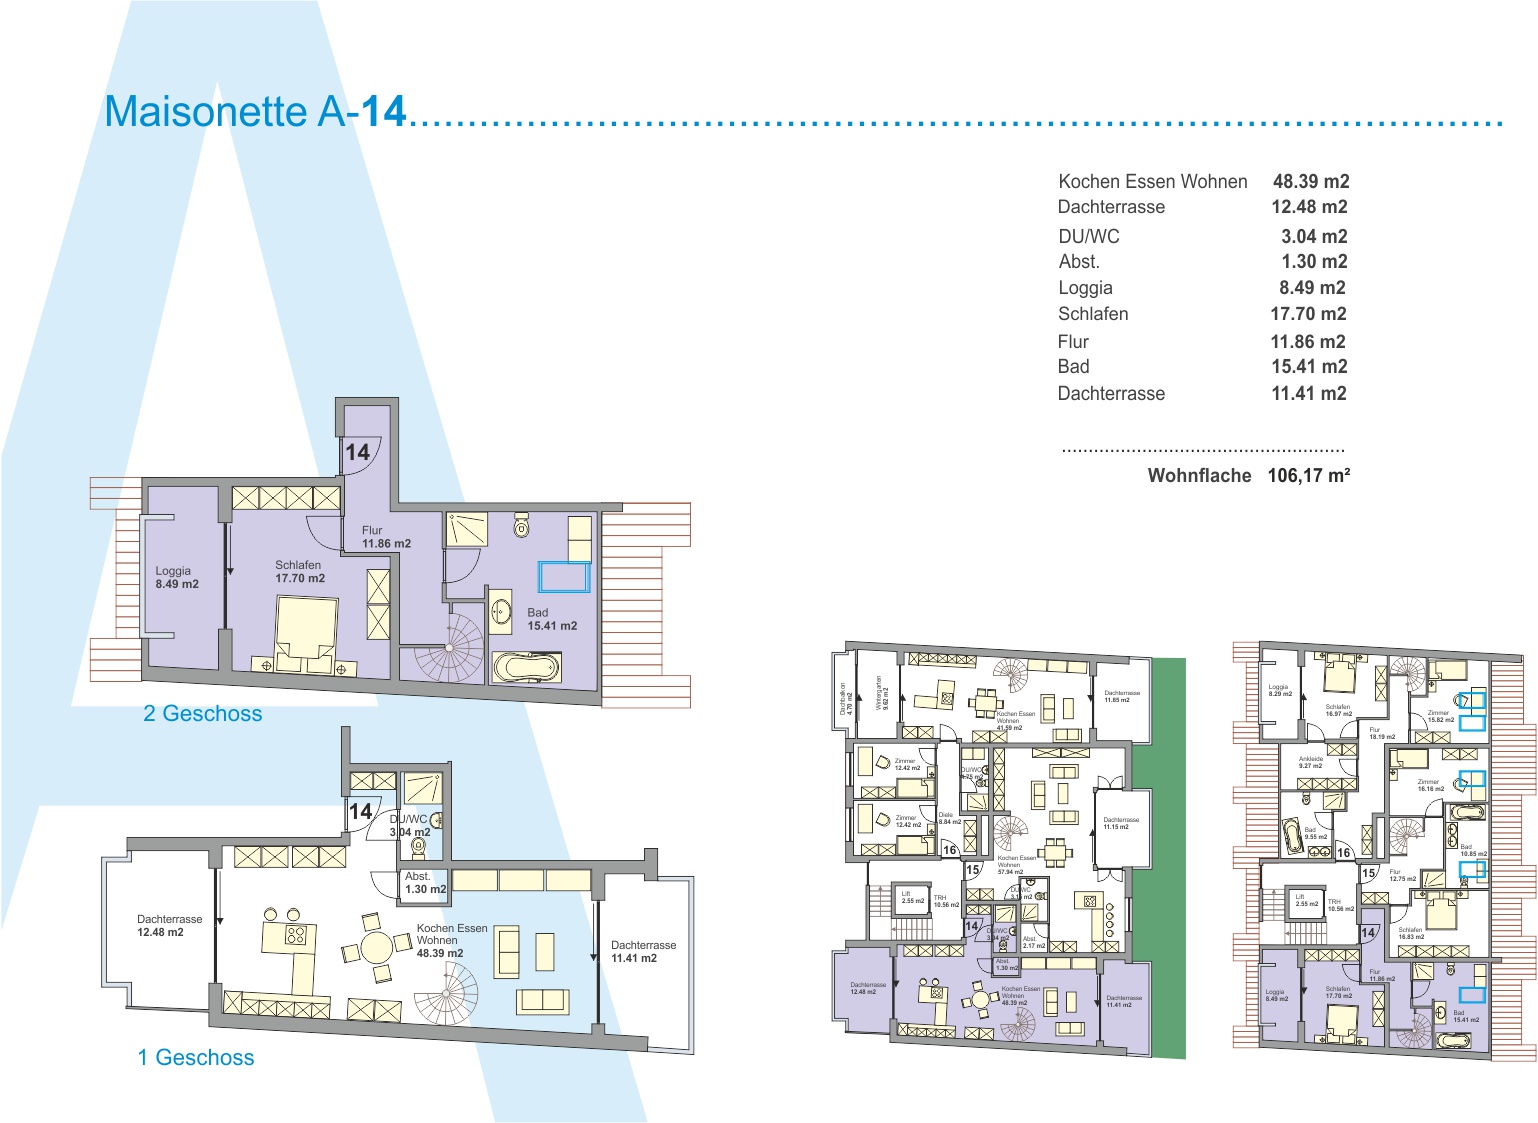 Maisonette A-14
Kochen Essen Wohnen 48.39 m2
Dachterrasse 12.48 m2
DU/WC 3.04 m2
Abst. 1.30 m2
Loggia 8.49 m2
Schlafen 17.70 m2
Flur 11.86 m2
Bad 15.41 m2
Dachterrasse 11.41 m2
Wohnflache 106,17 m²
14
Flur
11.86 m2
Loggia
8.49 m2
Schlafen
17.70 m2
Bad
15.41 m2
2 Geschoss
14
DU/WC
3.04 m2
Abst.
1.30 m2
Dachterrasse
12.48 m2
Kochen Essen
Wohnen
48.39 m2
Dachterrasse
11.41 m2
1 Geschoss
Dachbalkon
4.70 m2
Wintergarten
9.62 m2
Kochen Essen
Wohnen
41.59 m2
Dachterrasse
11.85 m2
Zimmer
12.42 m2
DU/WC
4.75 m2
Zimmer
12.42 m2
Diele
8.84 m2
16
Dachterrasse
11.15 m2
Kochen Essen
Wohnen
57.94 m2
15
Lift
2.55 m2
TRH
10.56 m2
DU/WC
14
DU/WC
3.04 m2
Abst.
2.17 m2
Abst.
1.30 m2
Dachterrasse
12.48 m2
Kochen Essen
Wohnen
48.39 m2
Dachterrasse
11.41 m2
Loggia
8.29 m2
Schlafen
16.97 m2
Zimmer
15.82 m2
Flur
18.19 m2
Ankleide
9.27 m2
Zimmer
16.16 m2
Bad
9.55 m2
16
Bad
10.85 m2
15
Flur
12.75 m2
Lift
2.55 m2
TRH
10.56 m2
14
Schlafen
16.83 m2
Flur
11.86 m2
Loggia
8.49 m2
Schlafen
17.70 m2
Bad
15.41 m2